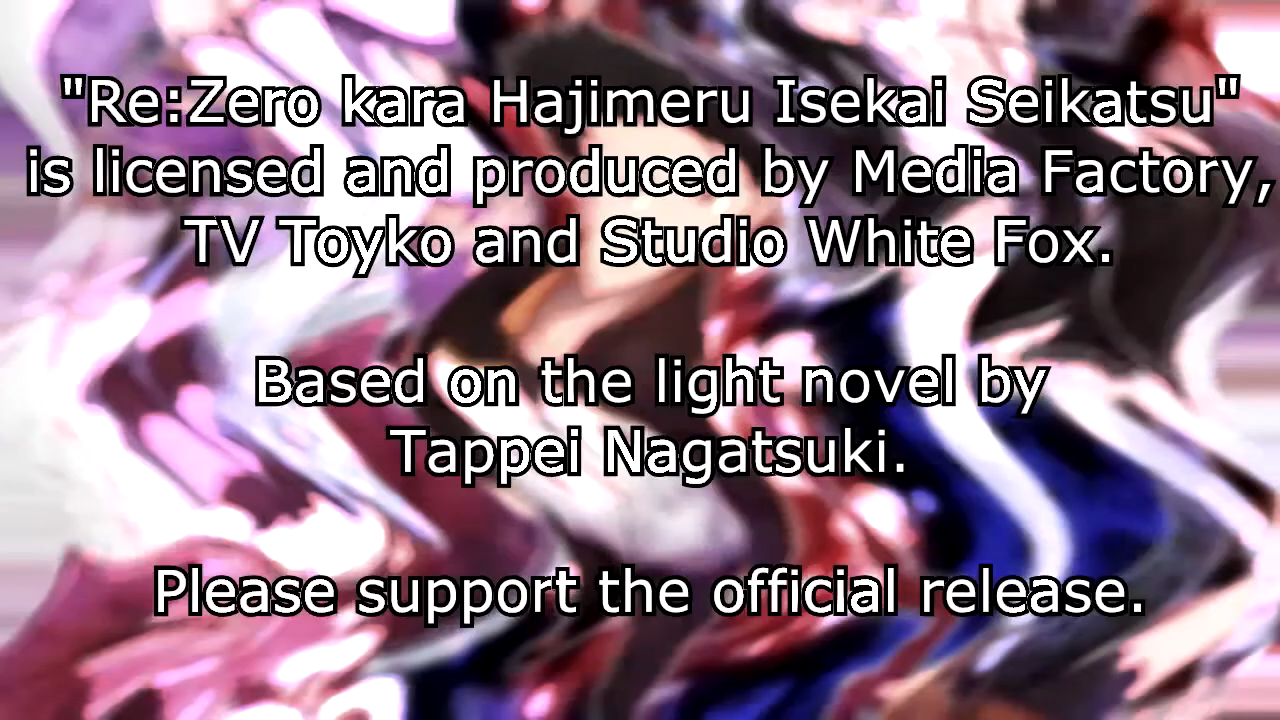 "Re:Zero kara Hajimeru Isekai Seikatsu"
is licensed and produced by Media Factory,
TV Toyko and Studio White Fox.
Based on the light novel by
Tappei Nagatsuki.
Please support the official release.